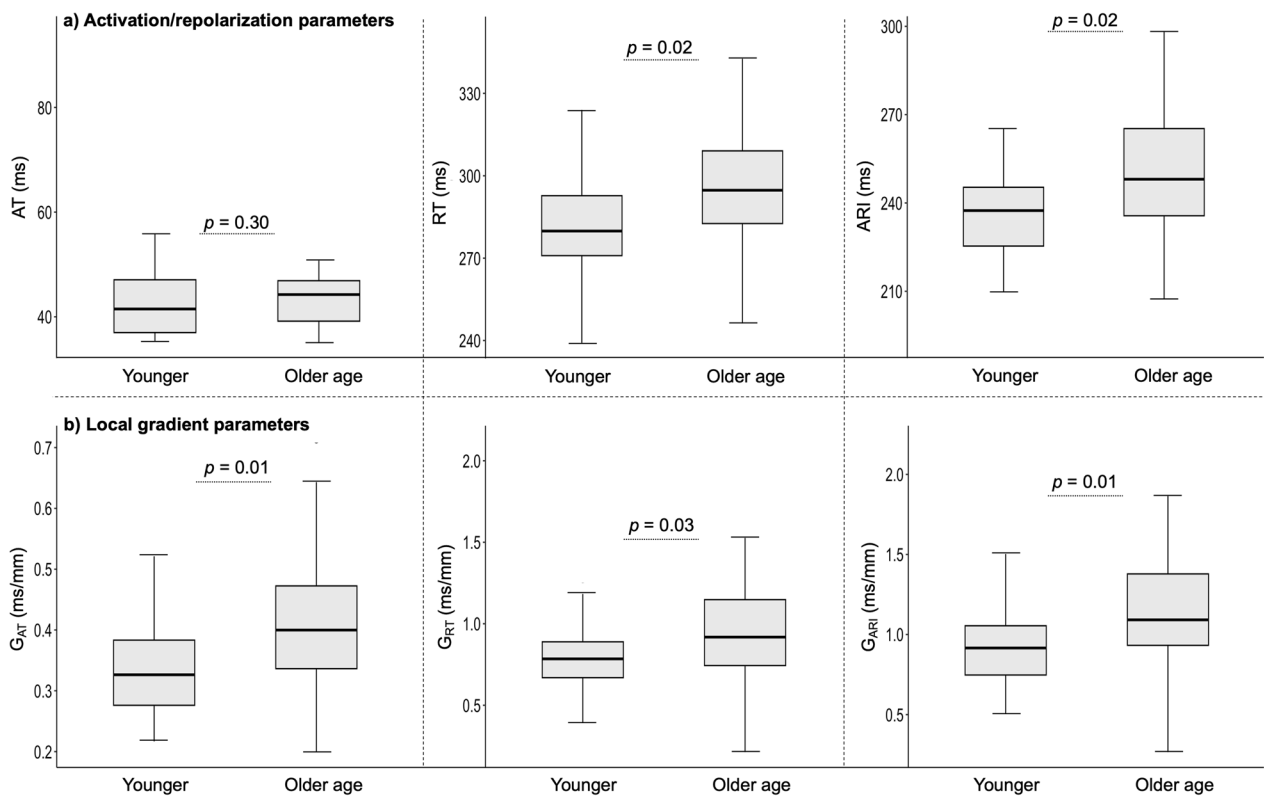 a) Activation/repolarization parameters
AT (ms)
80
60
40
p = 0.30
Younger
Older age
RT (ms)
330
300
270
240
p = 0.02
Younger
Older age
ARI (ms)
300
270
240
210
p = 0.02
Younger
Older age
b) Local gradient parameters
GAT (ms/mm)
0.7
0.6
0.5
0.4
0.3
0.2
p = 0.01
Younger
Older age
GRT (ms/mm)
2.0
1.5
1.0
0.5
p = 0.03
Younger
Older age
GARI (ms/mm)
2.0
1.5
1.0
0.5
p = 0.01
Younger
Older age